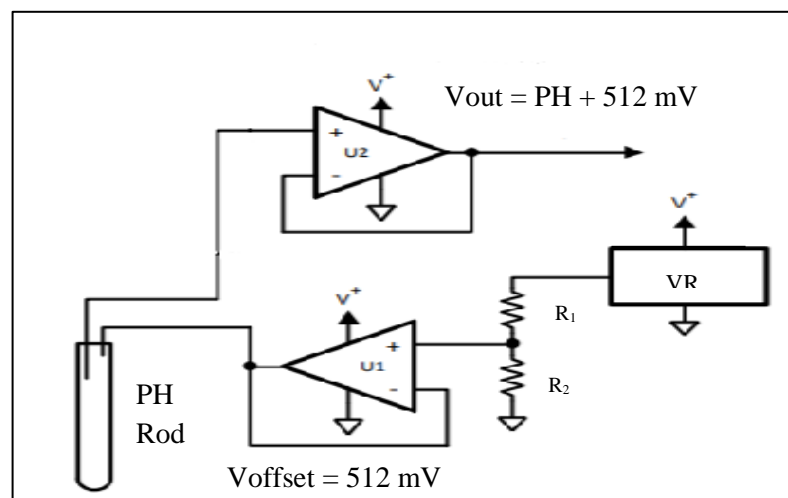 V+
Vout = PH + 512 mV
+
U2
-
V+
VR
V+
R1
+
U1
-
R2
PH
Rod
Voffset = 512 mV